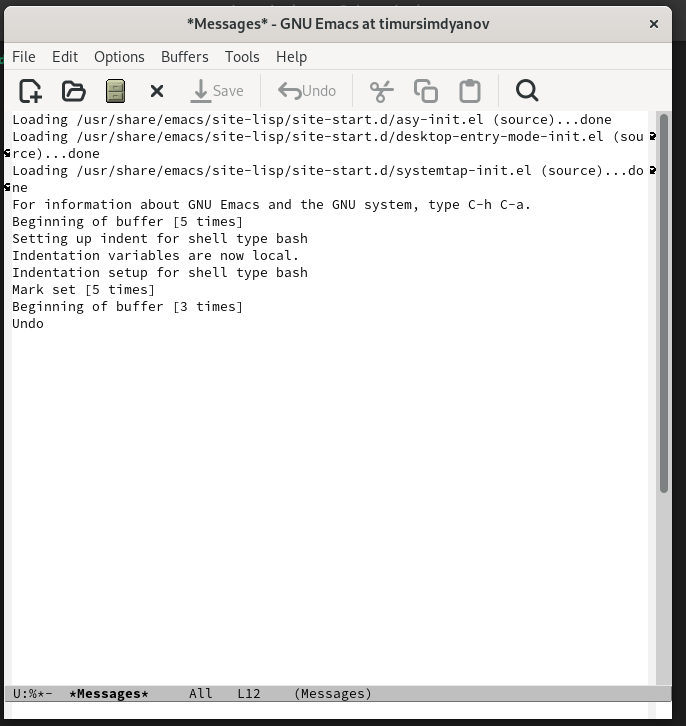 *Messages* - GNU Emacs at timursimdyanov
File Edit Options Buffers Tools Help
Save Undo
Loading /usr/share/emacs/site-lisp/site-start.d/asy-init.el (source)...done
Loading /usr/share/emacs/site-lisp/site-start.d/desktop-entry-mode-init.el (sou
rce)...done
Loading /usr/share/emacs/site-lisp/site-start.d/systemtap-init.el (source)...do
ne
For information about GNU Emacs and the GNU system, type C-h C-a.
Beginning of buffer [5 times]
Setting up indent for shell type bash
Indentation variables are now local.
Indentation setup for shell type bash
Mark set [5 times]
Beginning of buffer [3 times]
Undo
U:%*- *Messages* All L12 (Messages)